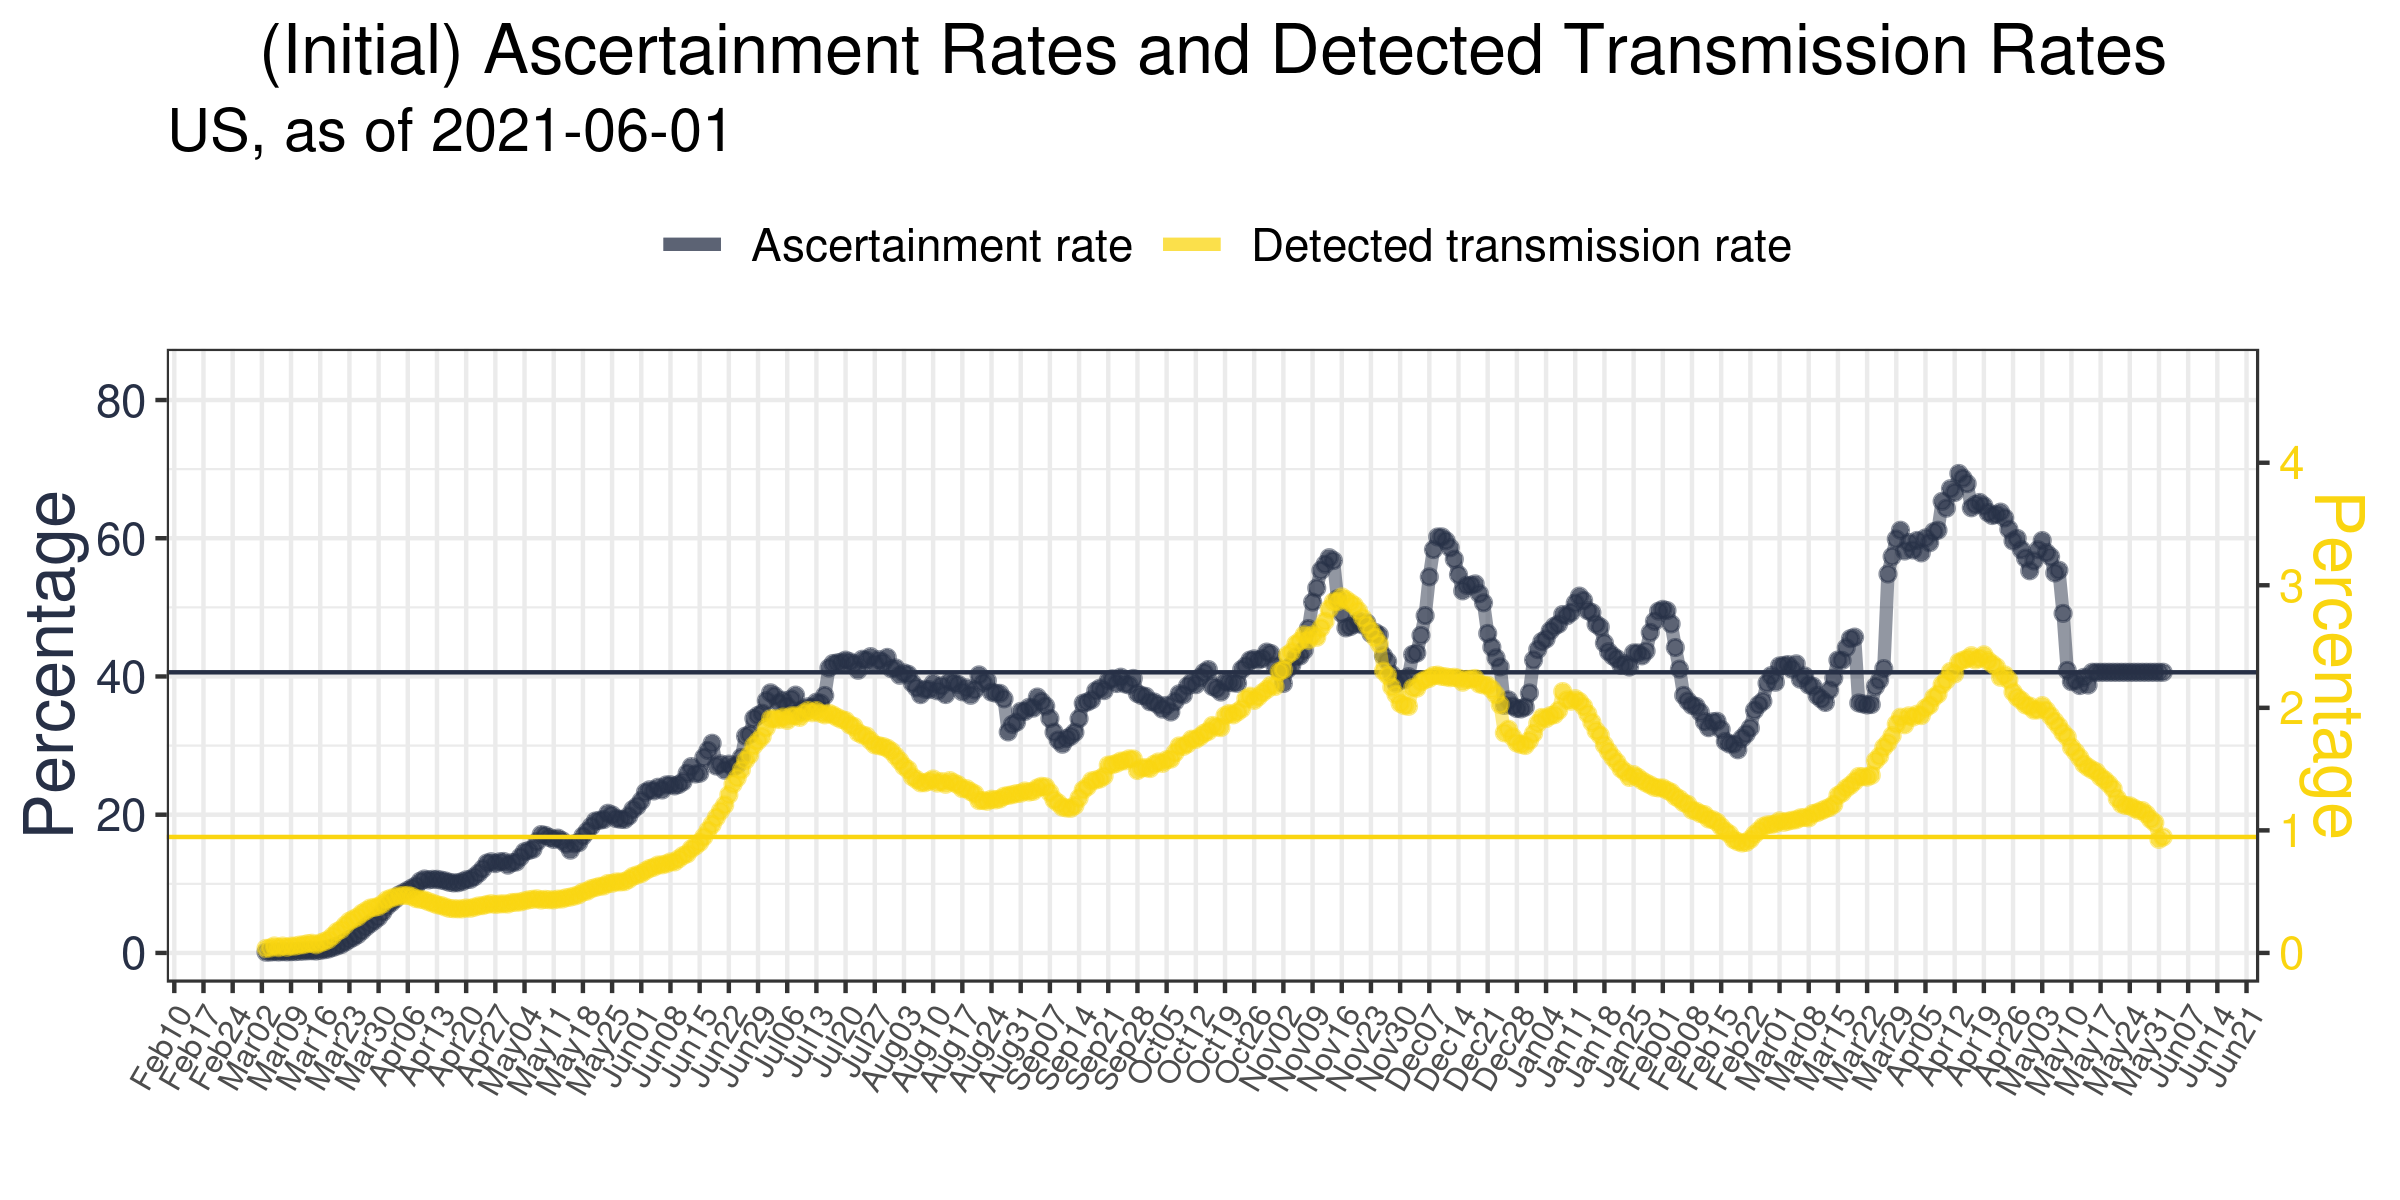 (Initial) Ascertainment Rates and Detected Transmission Rates
US, as of 2021-06-01
Ascertainment rate Detected transmission rate
Percentage
80
60
40
20
0
4
3
2
1
0
Percentage
Feb10 Feb17 Feb24 Mar02 Mar09 Mar16 Mar23 Mar30 Apr06 Apr13 Apr20 Apr27 May04 May11 May18 May25 Jun01 Jun08 Jun15 Jun22 Jun29 Jul06 Jul13 Jul20 Jul27 Aug03 Aug10 Aug17 Aug24 Aug31 Sep07 Sep14 Sep21 Sep28 Oct05 Oct12 Oct19 Oct26 Nov02 Nov09 Nov16 Nov23 Nov30 Dec07 Dec14 Dec21 Dec28 Jan04 Jan11 Jan18 Jan25 Feb01 Feb08 Feb15 Feb22 Mar01 Mar08 Mar15 Mar22 Mar29 Apr05 Apr12 Apr19 Apr26 May03 May10 May17 May24 May31 Jun07 Jun14 Jun21